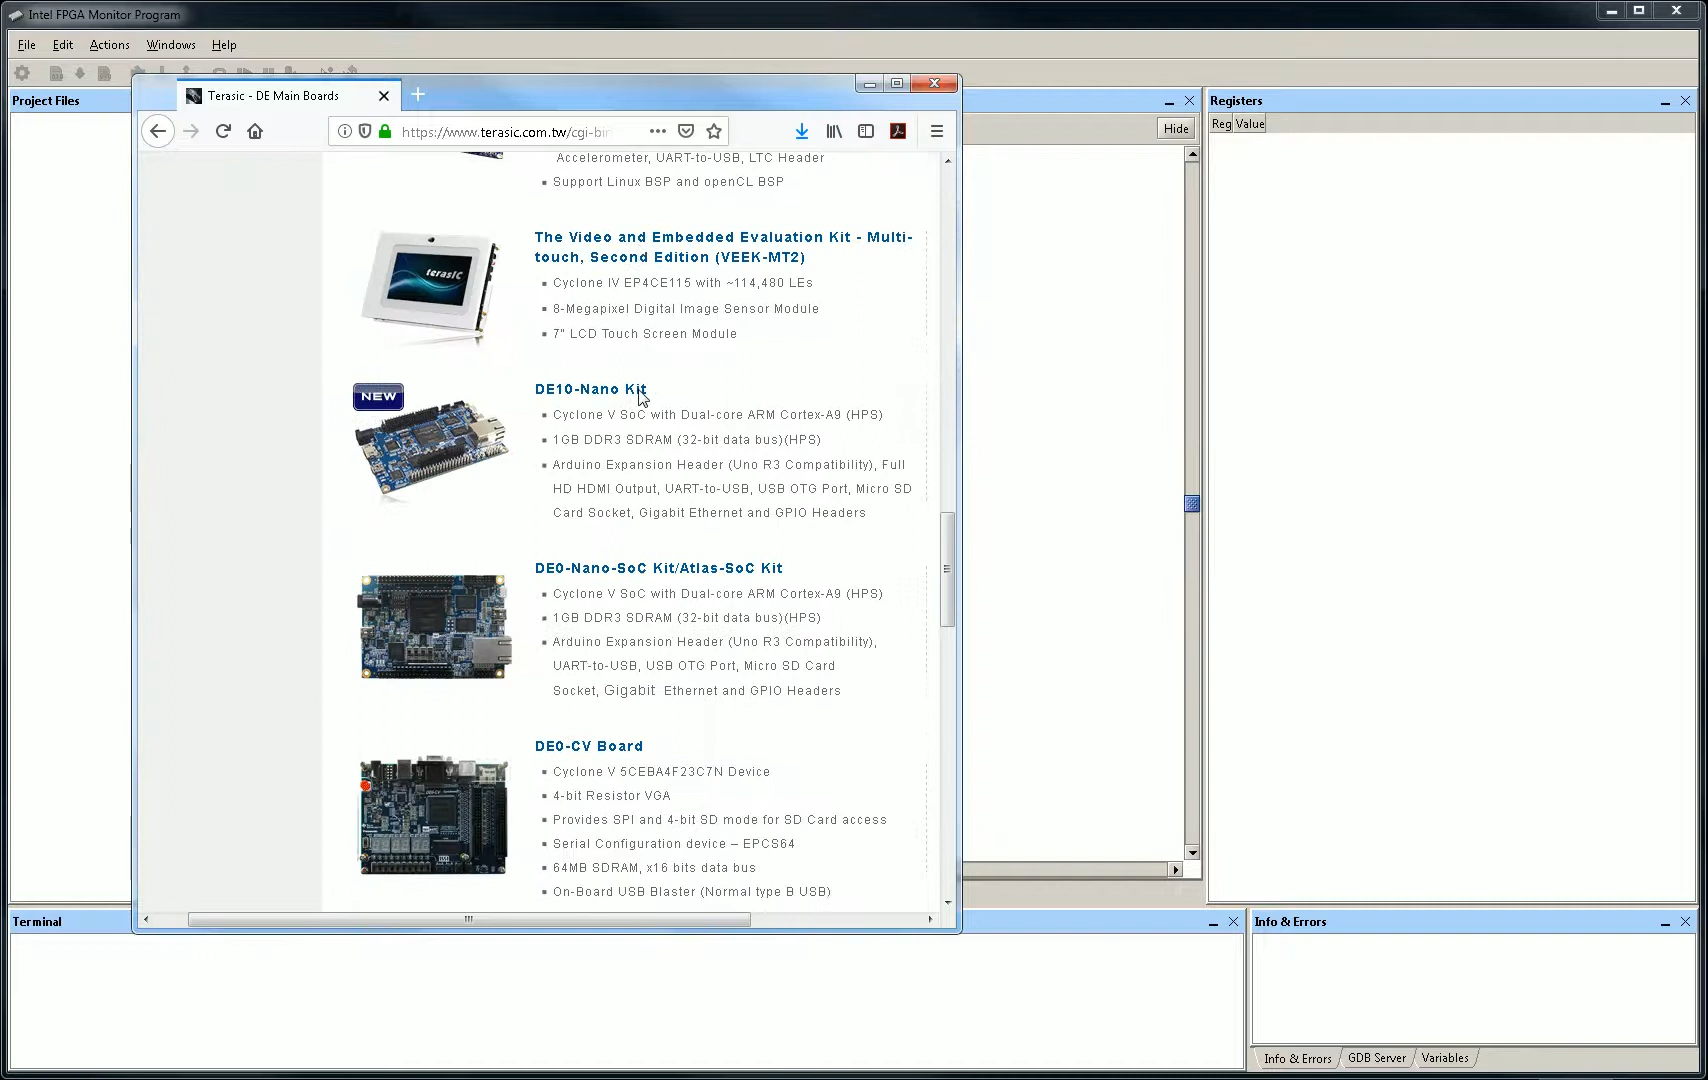 Intel FPGA Monitor Program
File Edit Actions Windows Help
Project Files
Terasic - DE Main Boards
https://www.terasic.com.tw/cgi-bin
Hide
Registers
Reg Value
Accelerometer, UART-to-USB, LTC Header
Support Linux BSP and openCL BSP
terasic
The Video and Embedded Evaluation Kit - Multi-
touch, Second Edition (VEEK-MT2)
Cyclone IV EP4CE115 with ~114,480 LEs
8-Megapixel Digital Image Sensor Module
7" LCD Touch Screen Module
NEW
DE10-Nano Kit
Cyclone V SoC with Dual-core ARM Cortex-A9 (HPS)
1GB DDR3 SDRAM (32-bit data bus)(HPS)
Arduino Expansion Header (Uno R3 Compatibility), Full
HD HDMI Output, UART-to-USB, USB OTG Port, Micro SD
Card Socket, Gigabit Ethernet and GPIO Headers
DE0-Nano-SoC Kit/Atlas-SoC Kit
Cyclone V SoC with Dual-core ARM Cortex-A9 (HPS)
1GB DDR3 SDRAM (32-bit data bus)(HPS)
Arduino Expansion Header (Uno R3 Compatibility),
UART-to-USB, USB OTG Port, Micro SD Card
Socket, Gigabit Ethernet and GPIO Headers
DE0-CV Board
Cyclone V 5CEBA4F23C7N Device
4-bit Resistor VGA
Provides SPI and 4-bit SD mode for SD Card access
Serial Configuration device – EPCS64
64MB SDRAM, x16 bits data bus
On-Board USB Blaster (Normal type B USB)
Terminal
Info & Errors
Info & Errors GDB Server Variables